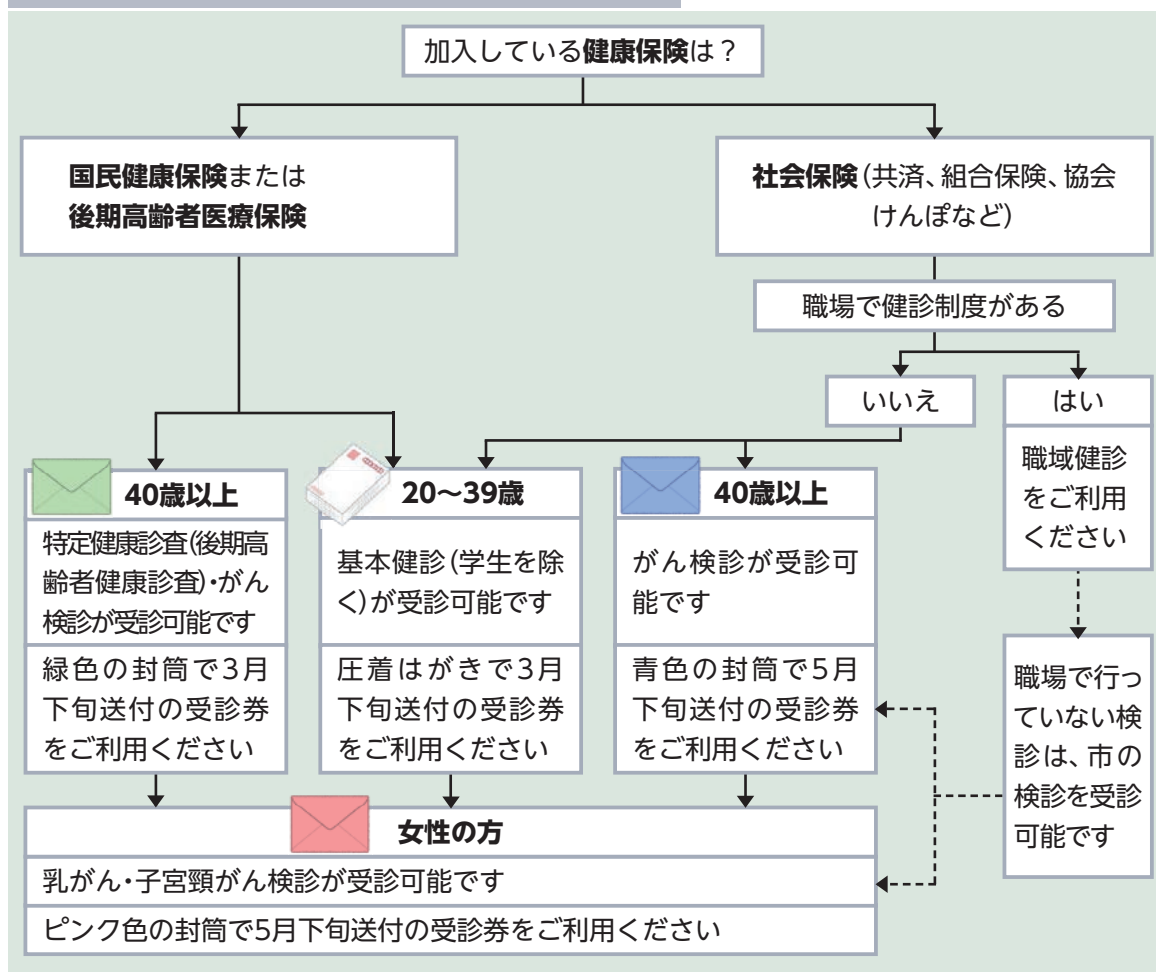 加入している健康保険は？
国民健康保険または
後期高齢者医療保険
社会保険(共済、組合保険、協会
けんぽなど)
職場で健診制度がある
いいえ
はい
職域健診
をご利用
ください
40歳以上
特定健康診査(後期高
齢者健康診査)・がん
検診が受診可能です
緑色の封筒で3月
下旬送付の受診券
をご利用ください
20～39歳
基本健診(学生を除
く)が受診可能です
圧着はがきで3月
下旬送付の受診券
をご利用ください
40歳以上
がん検診が受診可
能です
青色の封筒で5月
下旬送付の受診券
をご利用ください
職場で行っ
ていない検
診は、市の
検診を受診
可能です
女性の方
乳がん・子宮頸がん検診が受診可能です
ピンク色の封筒で5月下旬送付の受診券をご利用ください